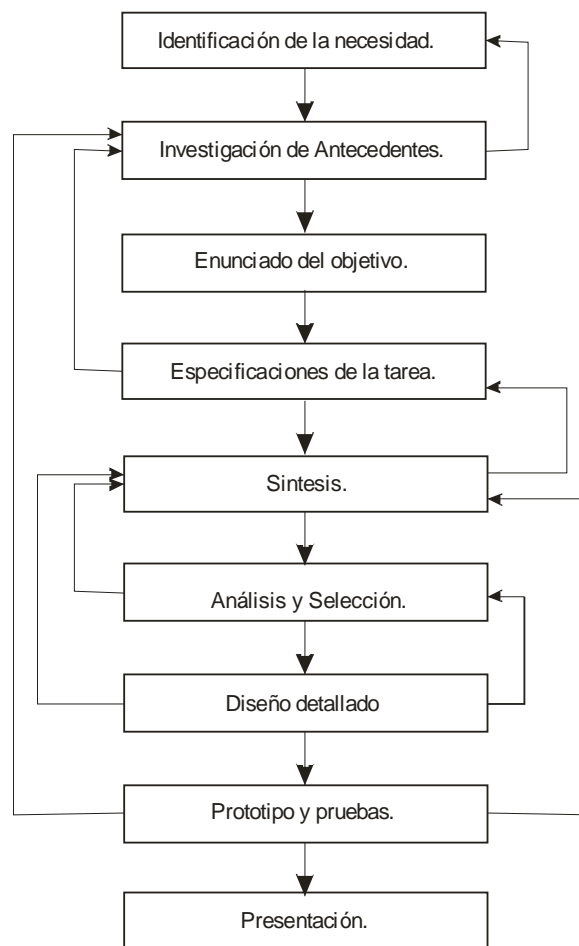 Identificación de la necesidad.
Investigación de Antecedentes.
Enunciado del objetivo.
Especificaciones de la tarea.
Sintesis.
Análisis y Selección.
Diseño detallado
Prototipo y pruebas.
Presentación.